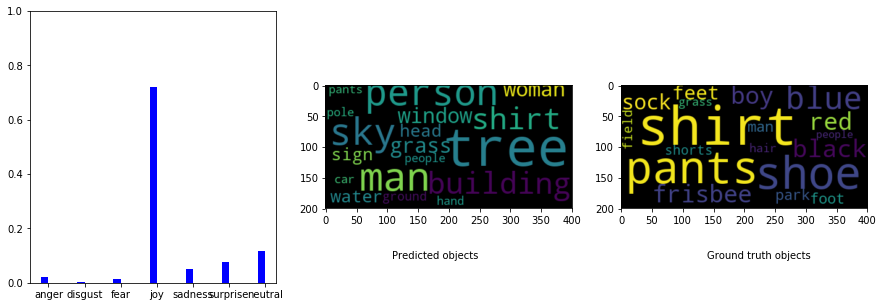 1.0
0.8
0.6
0.4
0.2
0.0
anger disgust fear joy sadness surprise neutral
pants person woman
pole window shirt
sky head tree
sign grass
people
car man building
water ground hand
0
50
100
150
200
0 50 100 150 200 250 300 350 400
Predicted objects
sock feet boy blue
grass
field shirt man red
people
shorts hair black
pants shoe
frisbee park foot
0
50
100
150
200
0 50 100 150 200 250 300 350 400
Ground truth objects